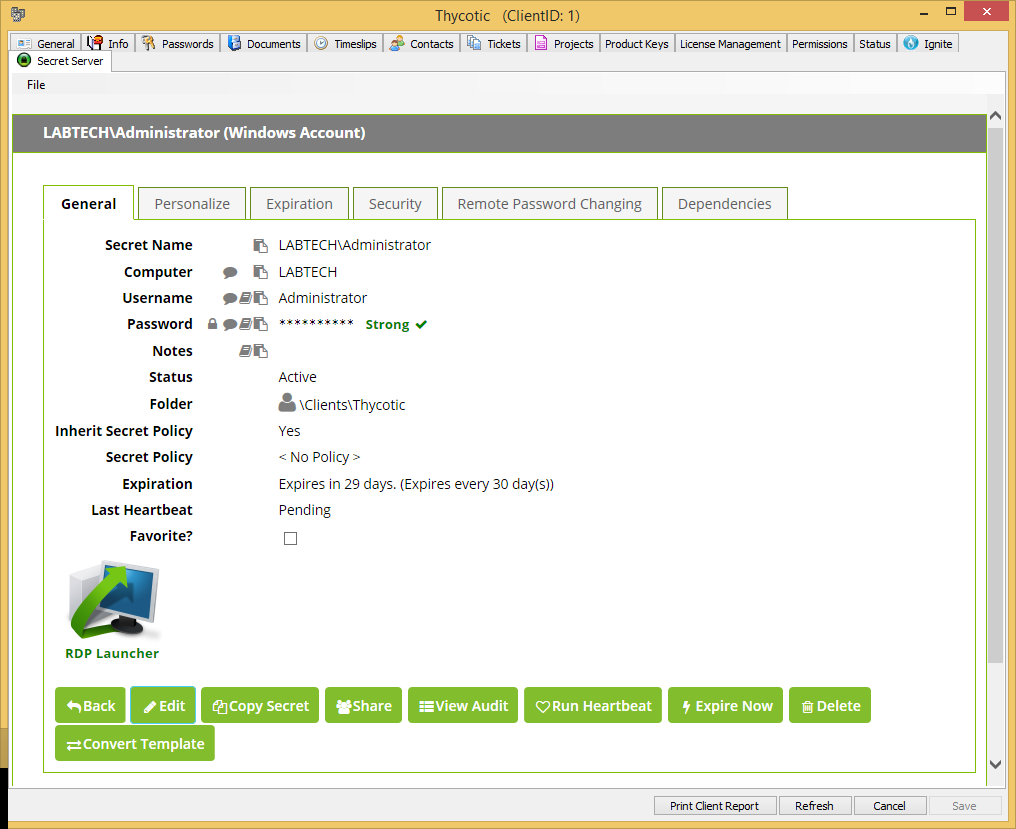 Thycotic (ClientID: 1)
General Info Passwords Documents Timeslips Contacts Tickets Projects Product Keys License Management Permissions Status Ignite
Secret Server
File
LABTECH\Administrator (Windows Account)
General Personalize Expiration Security Remote Password Changing Dependencies
Secret Name LABTECH\Administrator
Computer LABTECH
Username Administrator
Password ********** Strong
Notes
Status Active
Folder \Clients\Thycotic
Inherit Secret Policy Yes
Secret Policy < No Policy >
Expiration Expires in 29 days. (Expires every 30 day(s))
Last Heartbeat Pending
Favorite?
RDP Launcher
Back Edit Copy Secret Share View Audit Run Heartbeat Expire Now Delete
Convert Template
Print Client Report Refresh Cancel Save